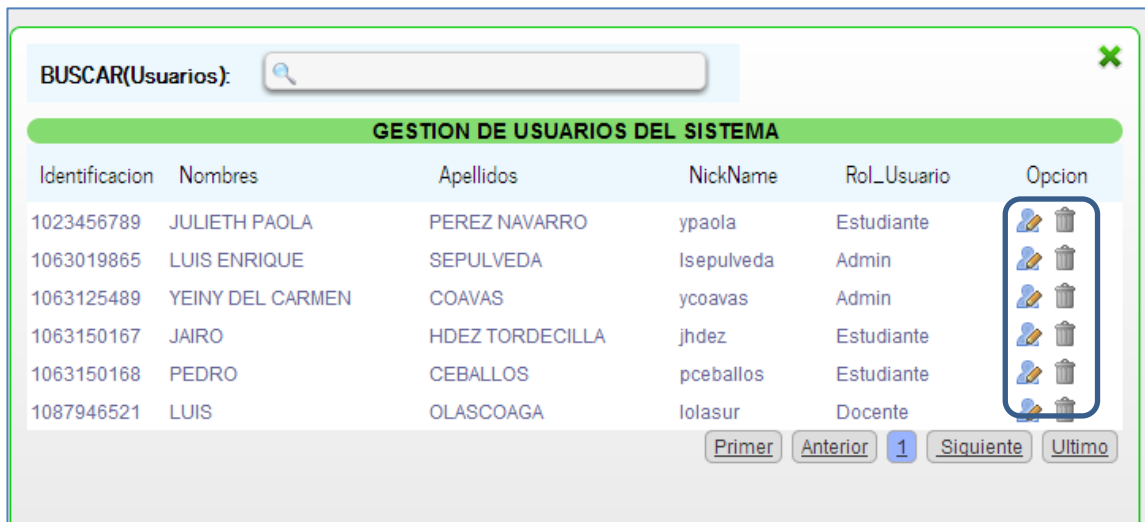 BUSCAR(Usuarios):
GESTION DE USUARIOS DEL SISTEMA
Identificacion Nombres Apellidos NickName Rol_Usuario Opcion
1023456789 JULIETH PAOLA PEREZ NAVARRO ypaola Estudiante
1063019865 LUIS ENRIQUE SEPULVEDA lsepulveda Admin
1063125489 YEINY DEL CARMEN COAVAS ycoavas Admin
1063150167 JAIRO HDEZ TORDECILLA jhdez Estudiante
1063150168 PEDRO CEBALLOS pceballos Estudiante
1087946521 LUIS OLASCOAGA lolasur Docente
Primer Anterior 1 Siguiente Ultimo